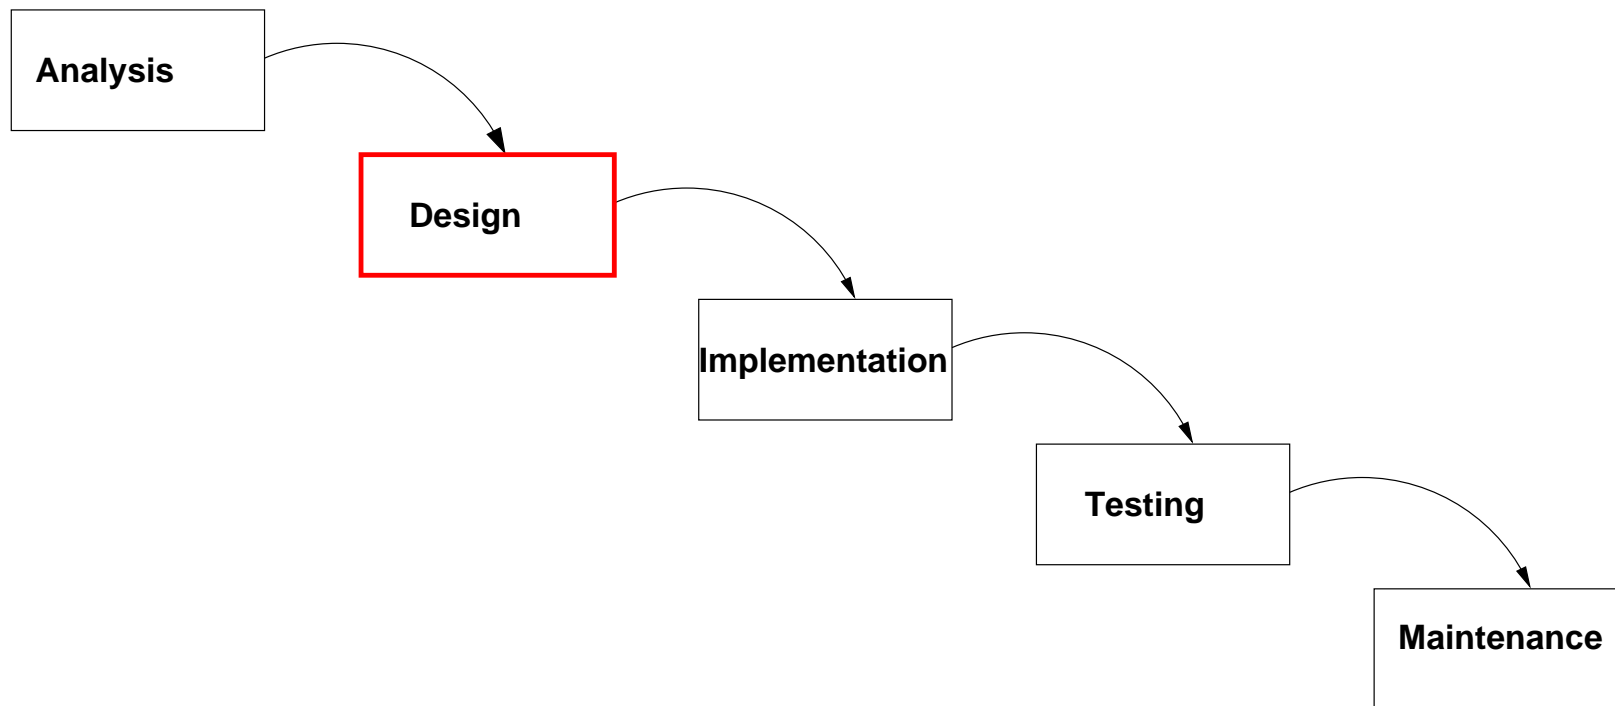 Analysis
Design
Implementation
Testing
Maintenance